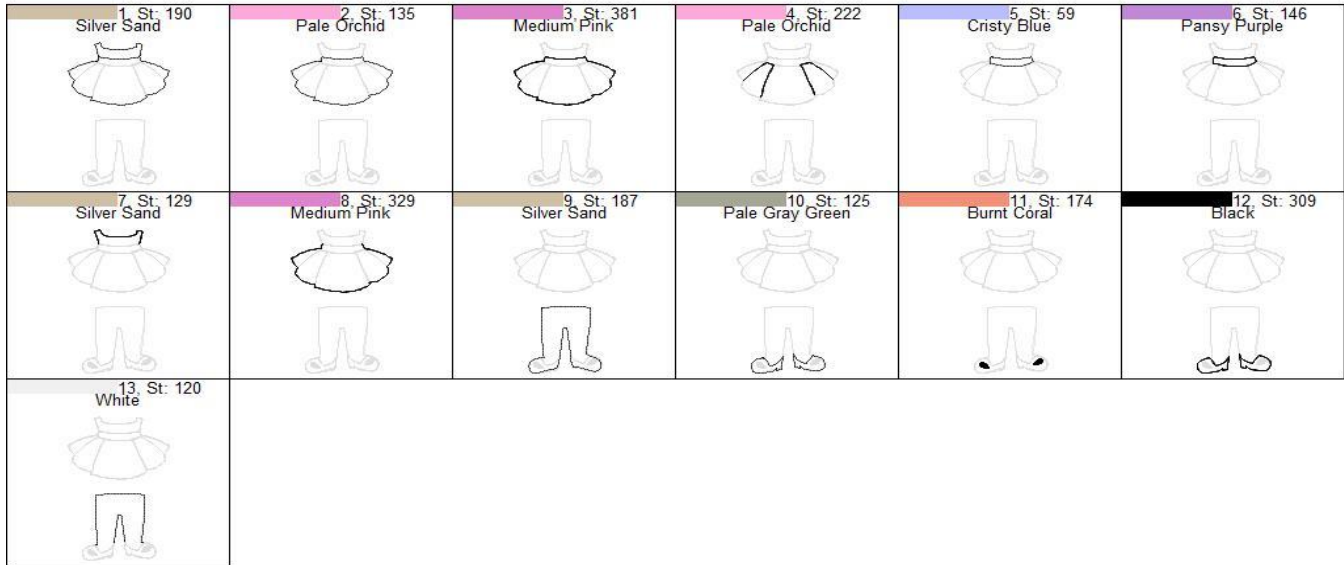 1, St: 190
Silver Sand
2, St: 135
Pale Orchid
3, St: 381
Medium Pink
4, St: 222
Pale Orchid
5, St: 59
Cristy Blue
6, St: 146
Pansy Purple
7, St: 129
Silver Sand
8, St: 329
Medium Pink
9, St: 187
Silver Sand
10, St: 125
Pale Gray Green
11, St: 174
Burnt Coral
12, St: 309
Black
13, St: 120
White